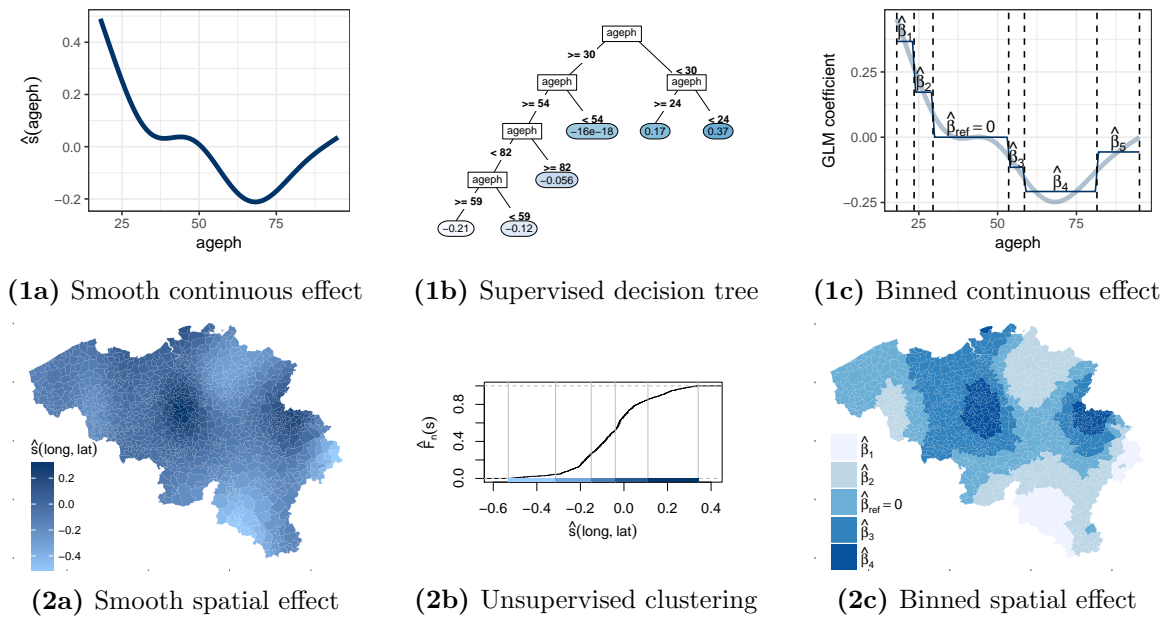 0.4
0.2
0.0
−0.2
25
50
75
ageph
ŝ(ageph)
ageph
>= 30
< 30
ageph
ageph
>= 54
< 54
>= 24
< 24
ageph
−16e−18
0.17
0.37
< 82
>= 82
ageph
−0.056
>= 59
< 59
−0.21
−0.12
0.25
0.00
−0.25
25
50
75
ageph
GLM coefficient
β̂1
β̂2
β̂ref = 0
β̂3
β̂4
β̂5
(1a) Smooth continuous effect
(1b) Supervised decision tree
(1c) Binned continuous effect
ŝ(long, lat)
0.2
0.0
−0.2
−0.4
0.8
0.4
0.0
F̂n(s)
−0.6
−0.4
−0.2
0.0
0.2
0.4
ŝ(long, lat)
β̂1
β̂2
β̂ref = 0
β̂3
β̂4
(2a) Smooth spatial effect
(2b) Unsupervised clustering
(2c) Binned spatial effect